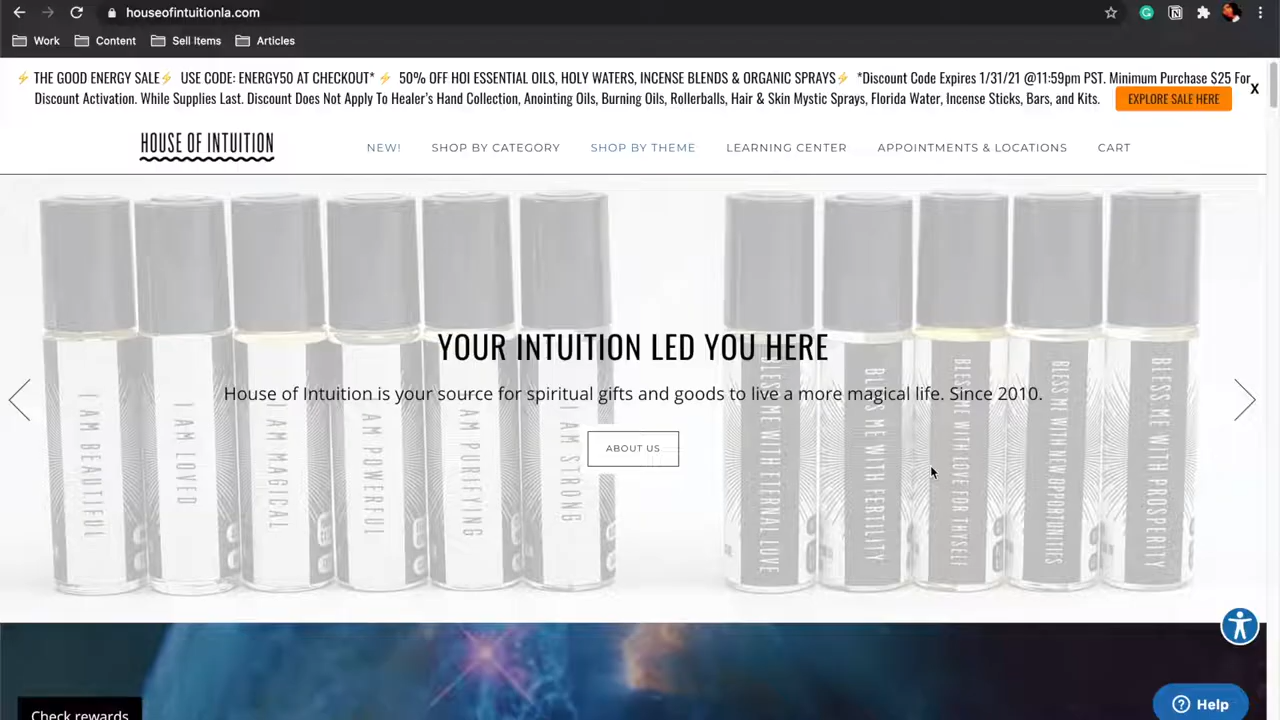 houseofintuitionla.com
Work
Content
Sell Items
Articles
⚡ THE GOOD ENERGY SALE⚡ USE CODE: ENERGY50 AT CHECKOUT* ⚡ 50% OFF HOI ESSENTIAL OILS, HOLY WATERS, INCENSE BLENDS & ORGANIC SPRAYS⚡ *Discount Code Expires 1/31/21 @11:59pm PST. Minimum Purchase $25 For
Discount Activation. While Supplies Last. Discount Does Not Apply To Healer's Hand Collection, Anointing Oils, Burning Oils, Rollerballs, Hair & Skin Mystic Sprays, Florida Water, Incense Sticks, Bars, and Kits.
EXPLORE SALE HERE
X
HOUSE OF INTUITION
NEW!
SHOP BY CATEGORY
SHOP BY THEME
LEARNING CENTER
APPOINTMENTS & LOCATIONS
CART
YOUR INTUITION LED YOU HERE
House of Intuition is your source for spiritual gifts and goods to live a more magical life. Since 2010.
ABOUT US
I AM BEAUTIFUL
I AM LOVED
I AM MAGICAL
I AM POWERFUL
I AM PURIFYING
I AM STRONG
BLESS ME WITH ETERNAL LOVE
BLESS ME WITH FERTILITY
BLESS ME WITH LOVE FOR THYSELF
BLESS ME WITH NEW OPPORTUNITIES
BLESS ME WITH PROSPERITY
Check rewards
Help